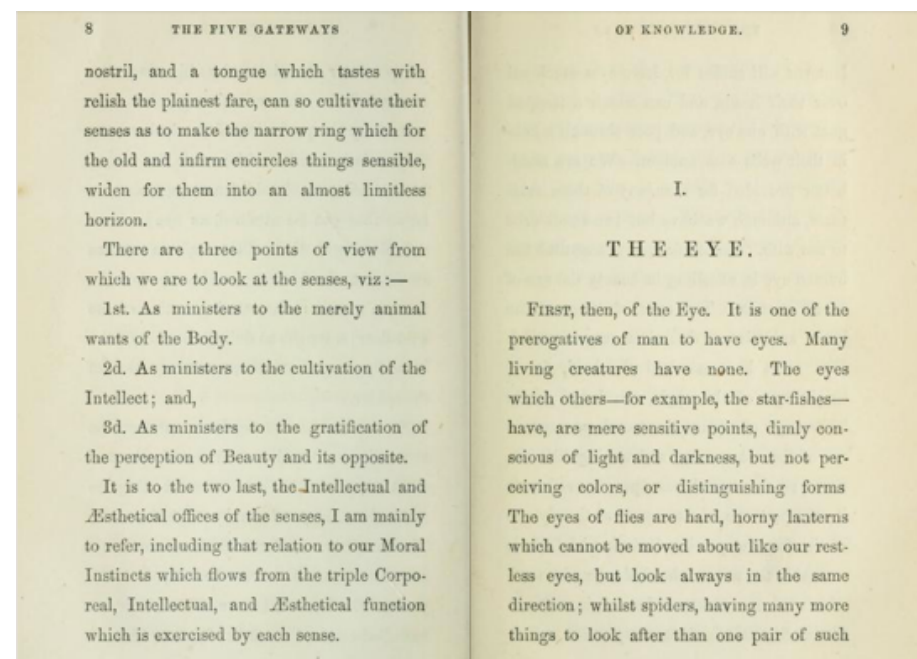 8 THE FIVE GATEWAYS
nostril, and a tongue which tastes with
relish the plainest fare, can so cultivate their
senses as to make the narrow ring which for
the old and infirm encircles things sensible,
widen for them into an almost limitless
horizon.
There are three points of view from
which we are to look at the senses, viz :—
1st. As ministers to the merely animal
wants of the Body.
2d. As ministers to the cultivation of the
Intellect; and,
3d. As ministers to the gratification of
the perception of Beauty and its opposite.
It is to the two last, the Intellectual and
Æsthetical offices of the senses, I am mainly
to refer, including that relation to our Moral
Instincts which flows from the triple Corpo-
real, Intellectual, and Æsthetical function
which is exercised by each sense.
OF KNOWLEDGE. 9
I.
THE EYE.
FIRST, then, of the Eye. It is one of the
prerogatives of man to have eyes. Many
living creatures have none. The eyes
which others—for example, the star-fishes—
have, are mere sensitive points, dimly con-
scious of light and darkness, but not per-
ceiving colors, or distinguishing forms
The eyes of flies are hard, horny lanterns
which cannot be moved about like our rest-
less eyes, but look always in the same
direction; whilst spiders, having many more
things to look after than one pair of such